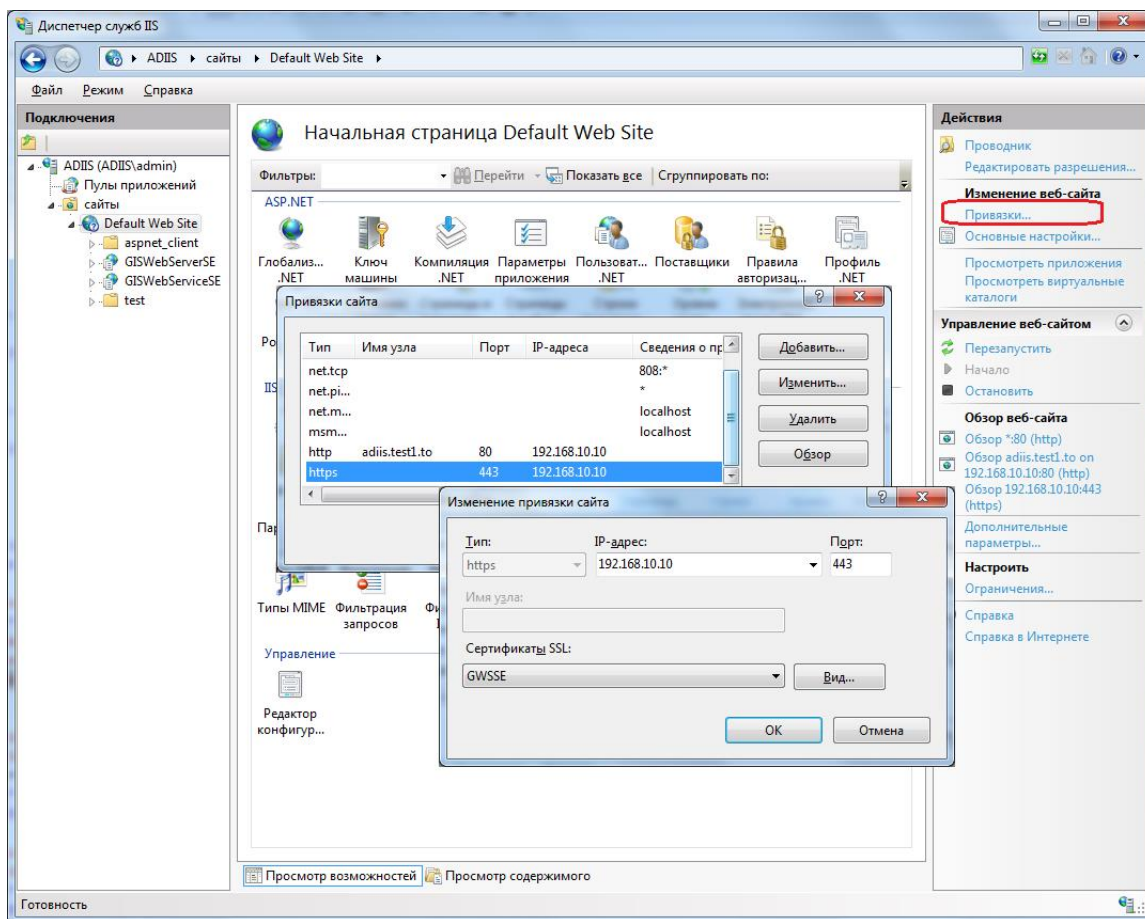 Диспетчер служб IIS
ADIIS сайты Default Web Site
Файл Режим Справка
Подключения
ADIIS (ADIIS\admin)
Пулы приложений
сайты
Default Web Site
aspnet_client
GISWebServerSE
GISWebServiceSE
test
Начальная страница Default Web Site
Фильтры: Перейти Показать все Сгруппировать по:
ASP.NET
Глобализ... .NET
Ключ машины
Компиляция .NET
Параметры приложения
Пользоват... .NET
Поставщики
Правила авторизац...
Профиль .NET
Ро
IIS
Па
Типы MIME
Фильтрация запросов
Управление
Редактор конфигур...
Привязки сайта
Тип Имя узла Порт IP-адреса Сведения о пр
net.tcp 808:*
net.pi... *
net.m... localhost
msm... localhost
http adiis.test1.to 80 192.168.10.10
https 443 192.168.10.10
Добавить...
Изменить...
Удалить
Обзор
Изменение привязки сайта
Тип: IP-адрес: Порт:
https 192.168.10.10 443
Имя узла:
Сертификаты SSL:
GWSSE Вид...
OK Отмена
Просмотр возможностей Просмотр содержимого
Действия
Проводник
Редактировать разрешения...
Изменение веб-сайта
Привязки...
Основные настройки...
Просмотреть приложения
Просмотреть виртуальные
каталоги
Управление веб-сайтом
Перезапустить
Начало
Остановить
Обзор веб-сайта
Обзор *:80 (http)
Обзор adiis.test1.to on
192.168.10.10:80 (http)
Обзор 192.168.10.10:443
(https)
Дополнительные
параметры...
Настроить
Ограничения...
Справка
Справка в Интернете
Готовность